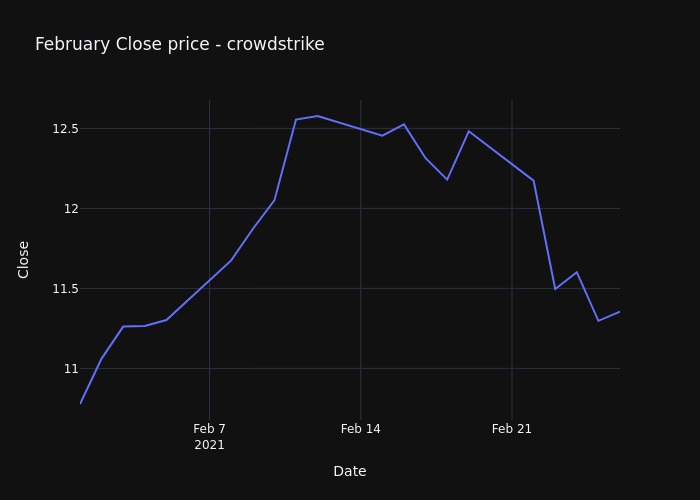 February Close price - crowdstrike
Close
12.5
12
11.5
11
Feb 7
2021
Feb 14
Feb 21
Date